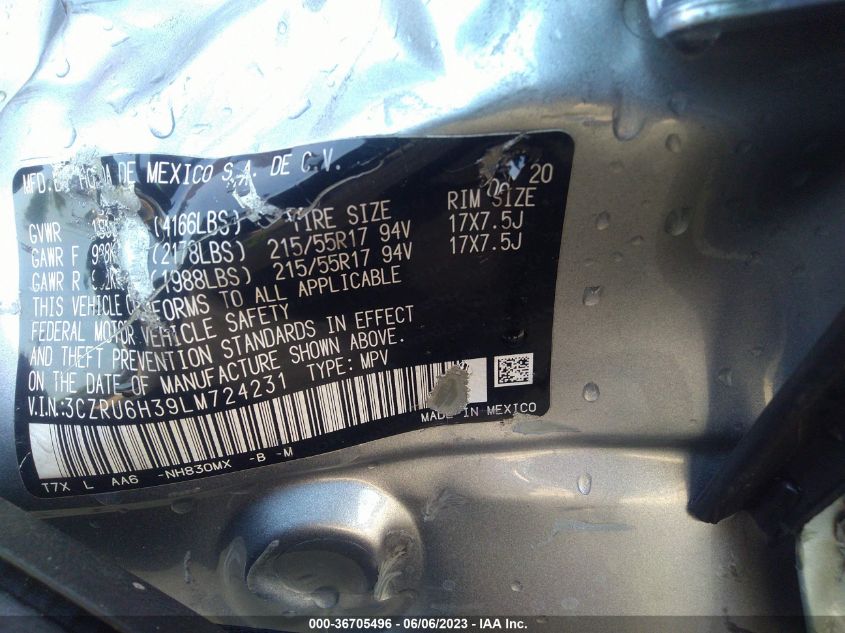 MFD. DE MEXICO S.A. DE C.V. 20
GVWR (4166LBS) TIRE SIZE RIM SIZE
GAWR F (2178LBS) 215/55R17 94V 17X7.5J
GAWR R (1988LBS) 215/55R17 94V 17X7.5J
THIS VEHICLE TO ALL APPLICABLE
FEDERAL MOTOR VEHICLE SAFETY
AND THEFT PREVENTION STANDARDS IN EFFECT
ON THE DATE OF MANUFACTURE SHOWN ABOVE.
V.I.N:3CZRU6H39LM724231 TYPE: MPV
MADE IN MEXICO
T7X L AA6 -NH830MX -B -M
000-36705496 - 06/06/2023 - IAA Inc.